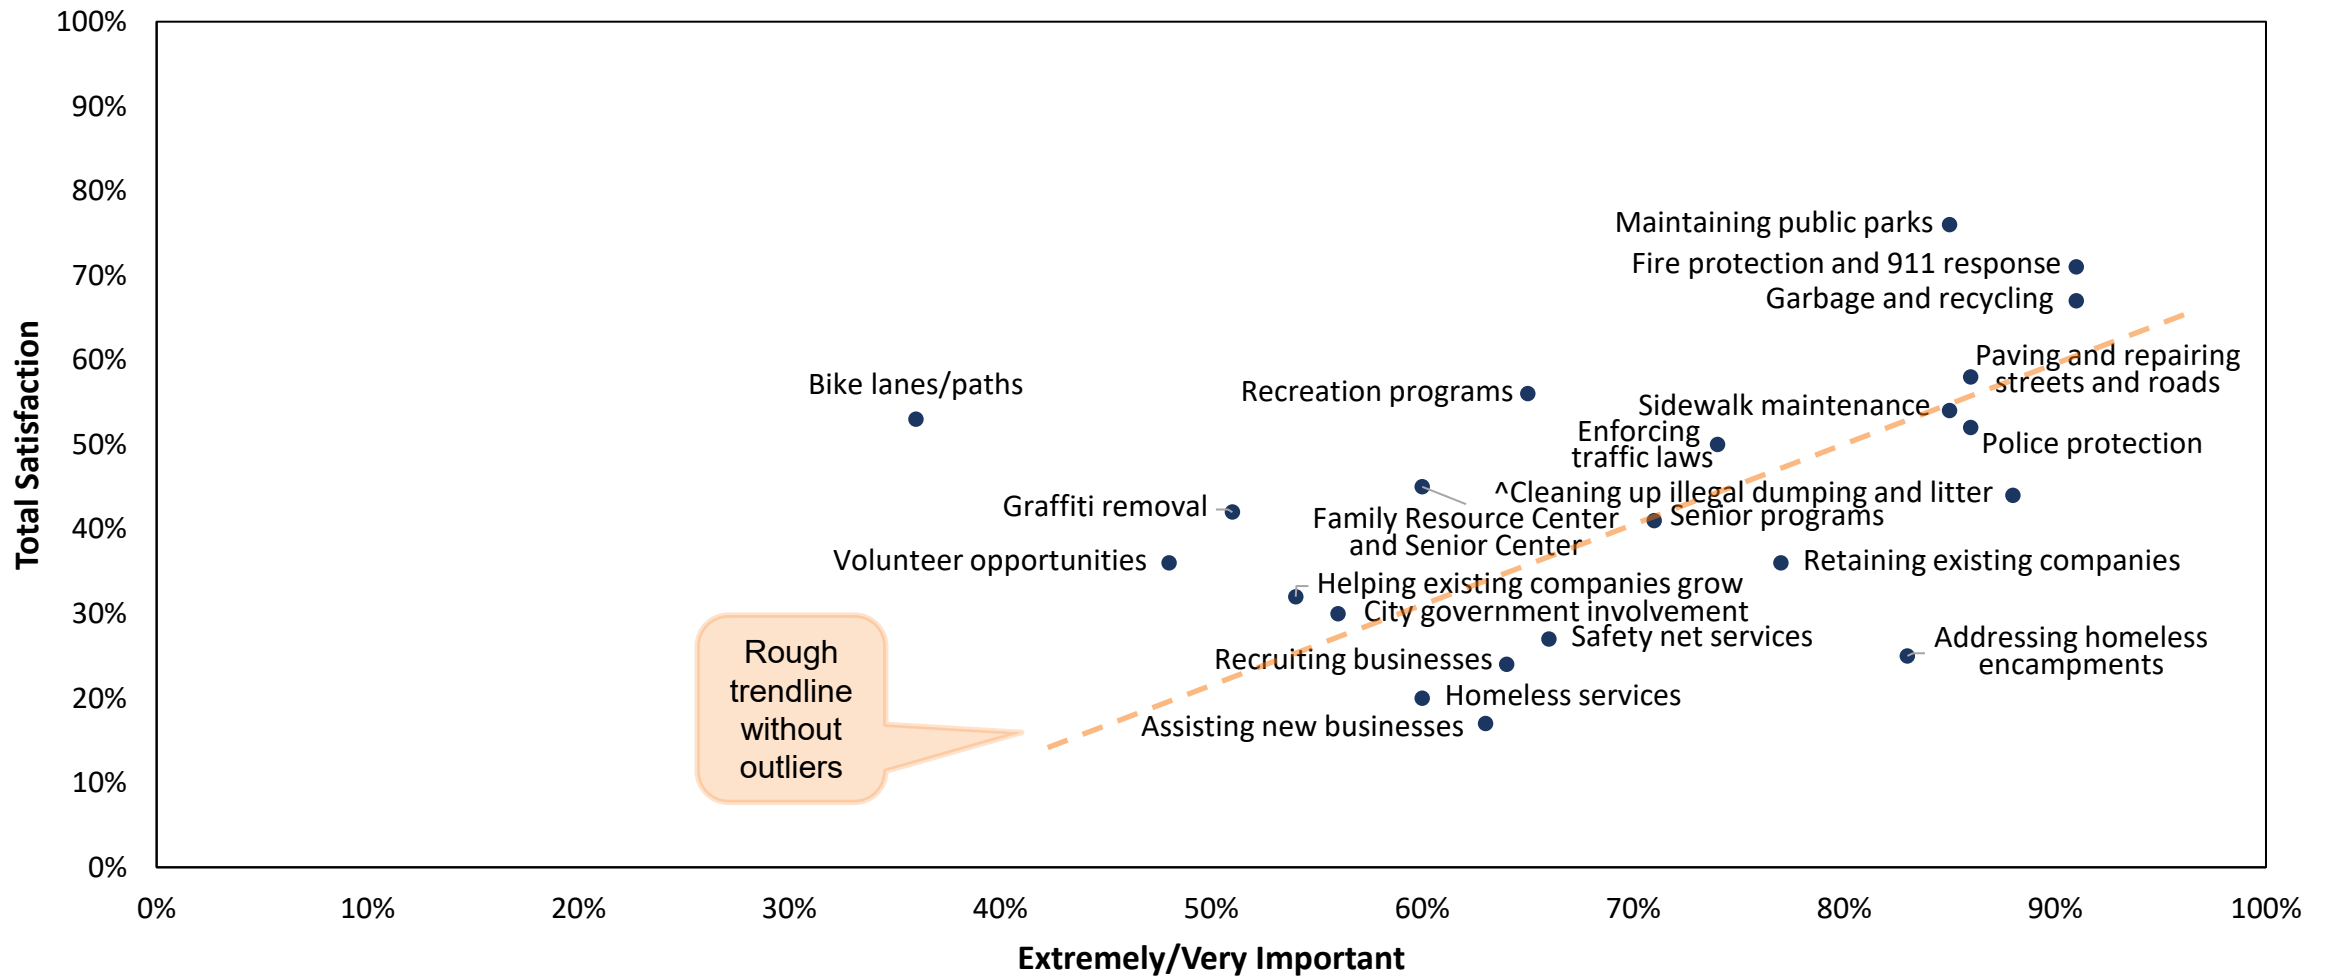 100%
90%
80%
70%
60%
50%
40%
30%
20%
10%
0%
Total Satisfaction
Maintaining public parks
Fire protection and 911 response
Garbage and recycling
Paving and repairing
streets and roads
Bike lanes/paths
Recreation programs
Sidewalk maintenance
Enforcing
traffic laws
Police protection
^Cleaning up illegal dumping and litter
Graffiti removal
Family Resource Center
and Senior Center
Senior programs
Volunteer opportunities
Retaining existing companies
Helping existing companies grow
City government involvement
Safety net services
Addressing homeless
encampments
Recruiting businesses
Homeless services
Assisting new businesses
Rough
trendline
without
outliers
0%
10%
20%
30%
40%
50%
60%
70%
80%
90%
100%
Extremely/Very Important